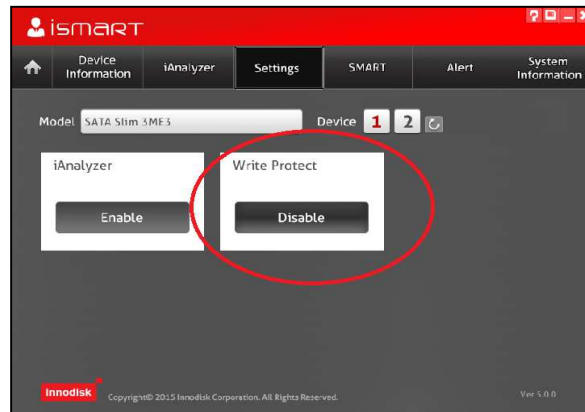 ismart
Device Information
iAnalyzer
Settings
SMART
Alert
System Information
Model SATA Slim 3ME3 Device 1 2
iAnalyzer
Enable
Write Protect
Disable
innodisk Copyright© 2015 Innodisk Corporation. All Rights Reserved. Ver 5.0.0